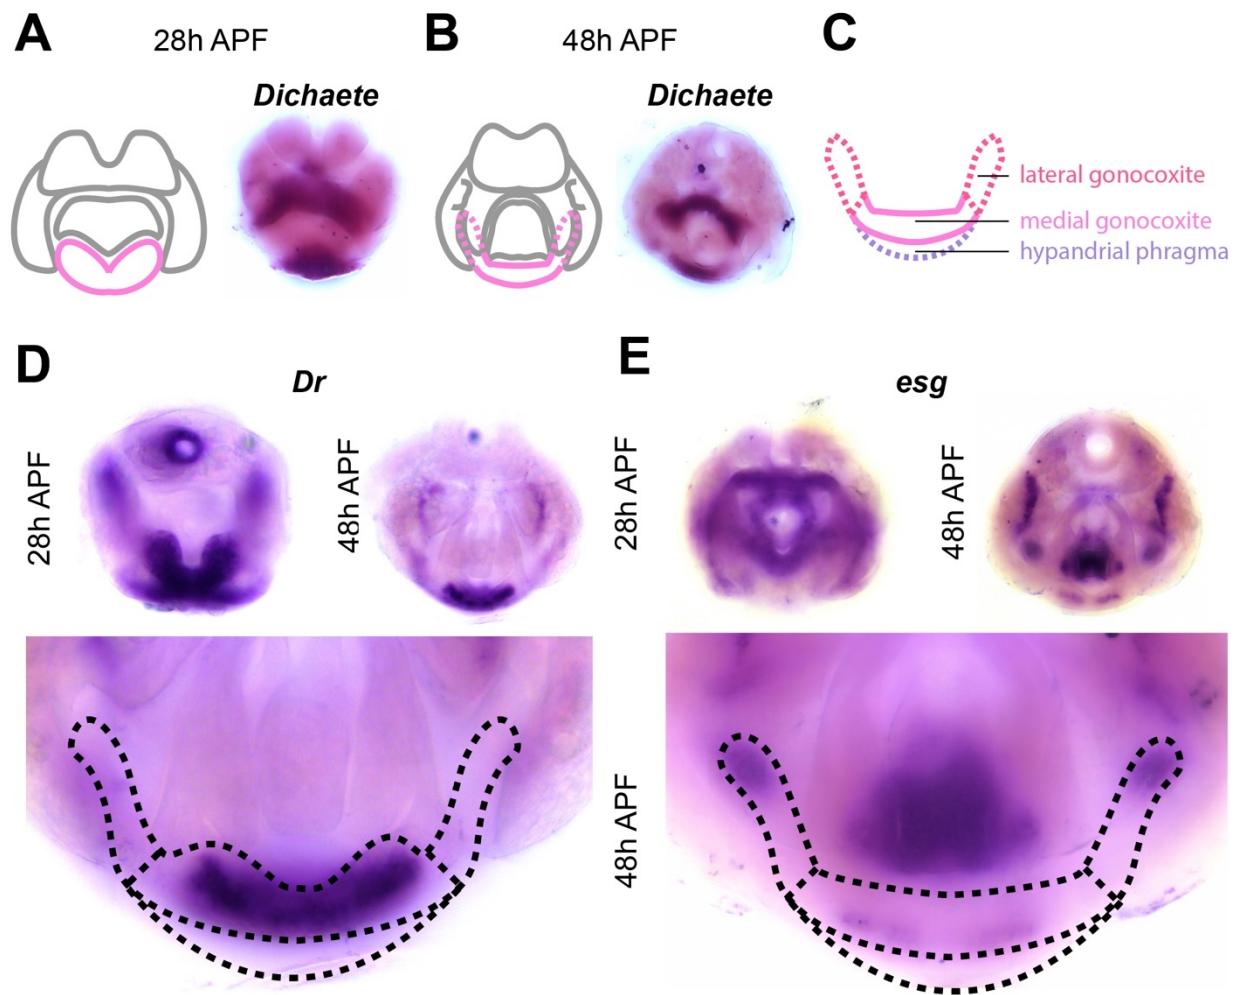 A
28h APF
B
48h APF
C
Dichaete
Dichaete
lateral gonocoxite
medial gonocoxite
hypandrial phragma
D
Dr
28h APF
48h APF
E
esg
28h APF
48h APF
48h APF